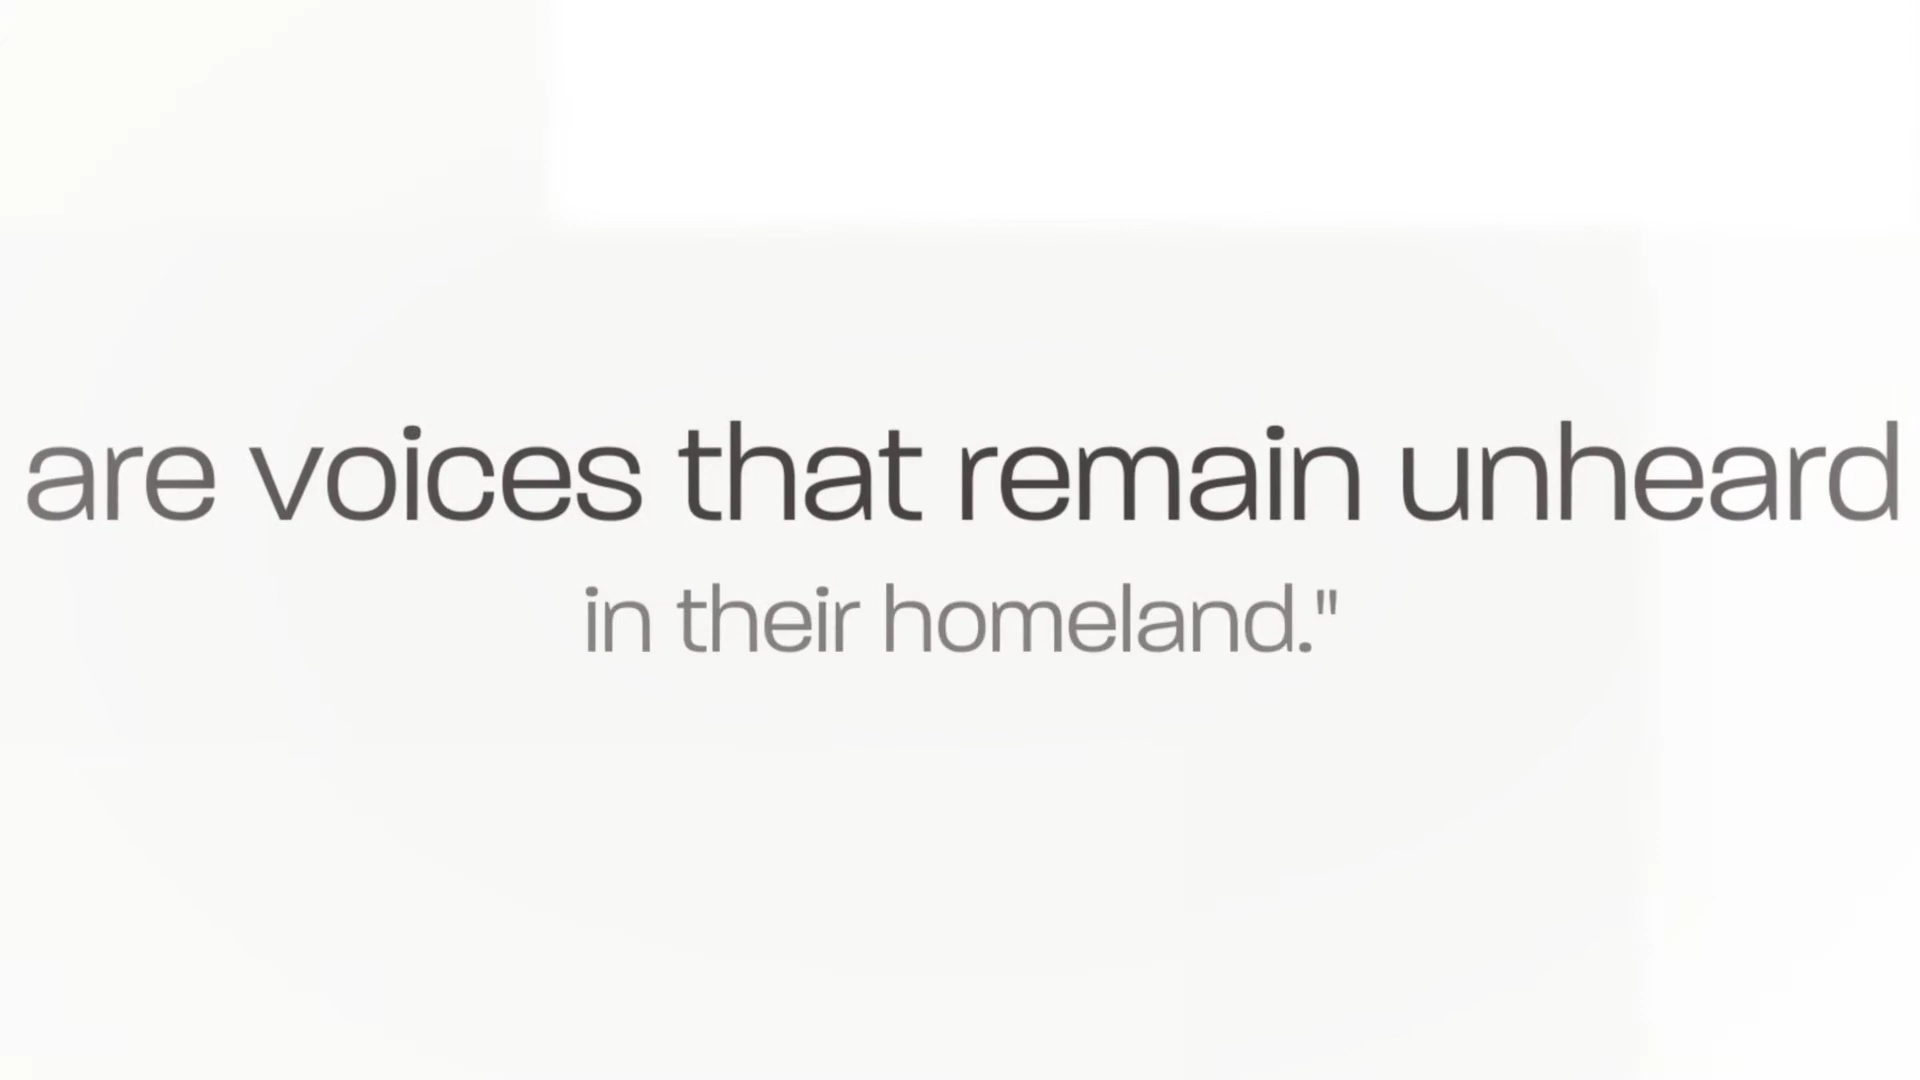 are voices that remain unheard
in their homeland."